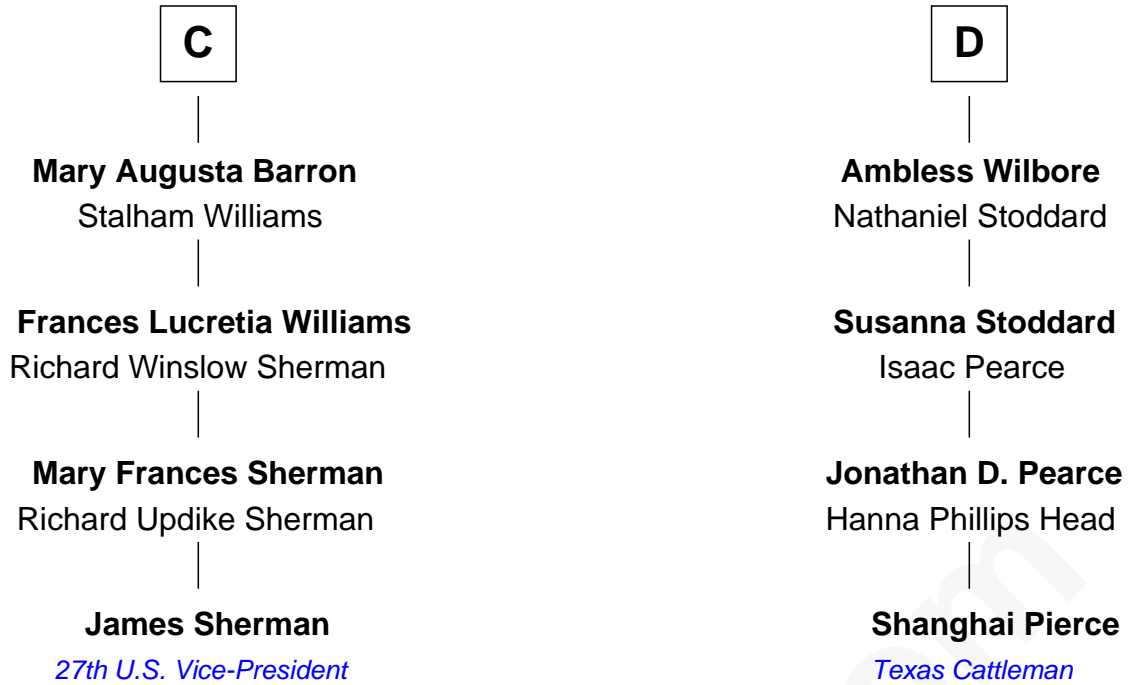 C
Mary Augusta Barron
Stalham Williams
Frances Lucretia Williams
Richard Winslow Sherman
Mary Frances Sherman
Richard Updike Sherman
James Sherman
27th U.S. Vice-President
D
Ambless Wilbore
Nathaniel Stoddard
Susanna Stoddard
Isaac Pearce
Jonathan D. Pearce
Hanna Phillips Head
Shanghai Pierce
Texas Cattleman